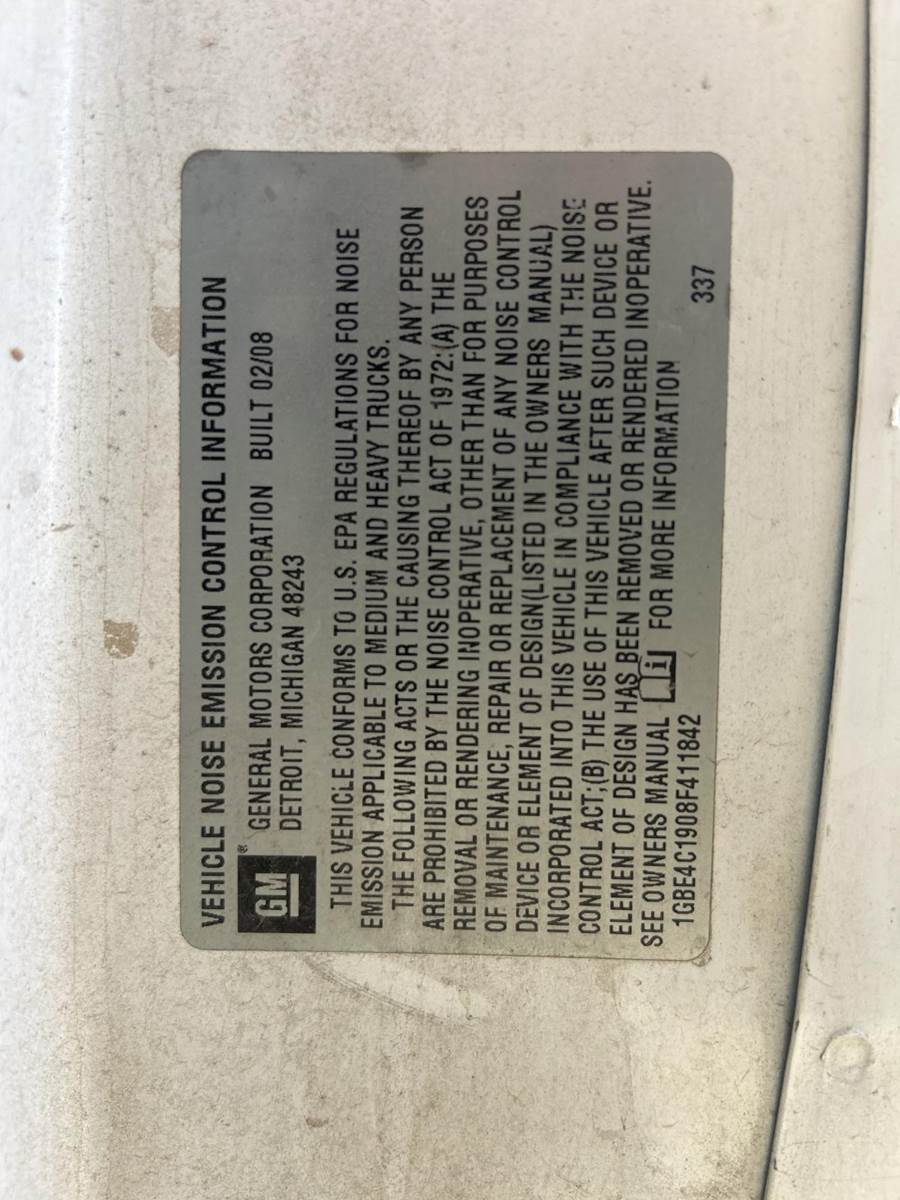 VEHICLE NOISE EMISSION CONTROL INFORMATION
GM ® GENERAL MOTORS CORPORATION BUILT 02/08
DETROIT, MICHIGAN 48243
THIS VEHICLE CONFORMS TO U.S. EPA REGULATIONS FOR NOISE
EMISSION APPLICABLE TO MEDIUM AND HEAVY TRUCKS.
THE FOLLOWING ACTS OR THE CAUSING THEREOF BY ANY PERSON
ARE PROHIBITED BY THE NOISE CONTROL ACT OF 1972:(A) THE
REMOVAL OR RENDERING INOPERATIVE, OTHER THAN FOR PURPOSES
OF MAINTENANCE, REPAIR OR REPLACEMENT OF ANY NOISE CONTROL
DEVICE OR ELEMENT OF DESIGN(LISTED IN THE OWNERS MANUAL)
INCORPORATED INTO THIS VEHICLE IN COMPLIANCE WITH THE NOISE
CONTROL ACT;(B) THE USE OF THIS VEHICLE AFTER SUCH DEVICE OR
ELEMENT OF DESIGN HAS BEEN REMOVED OR RENDERED INOPERATIVE.
SEE OWNERS MANUAL i FOR MORE INFORMATION
1GBE4C1908F411842 337